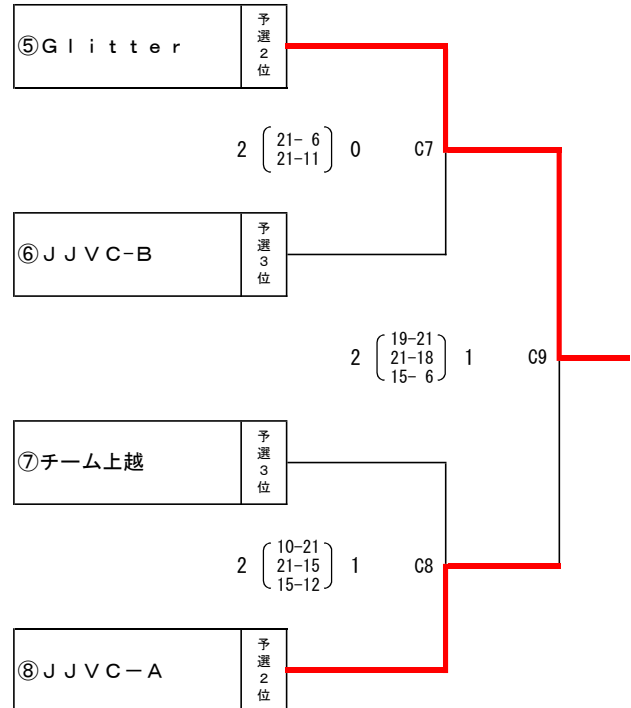 ⑤Ｇｌｉｔｔｅｒ 予選2位
2 21- 6 0 C7
21-11
⑥ＪＪＶＣ-Ｂ 予選3位
19-21
2 21-18 1 C9
15- 6
⑦チーム上越 予選3位
10-21
2 21-15 1 C8
15-12
⑧ＪＪＶＣ－Ａ 予選2位